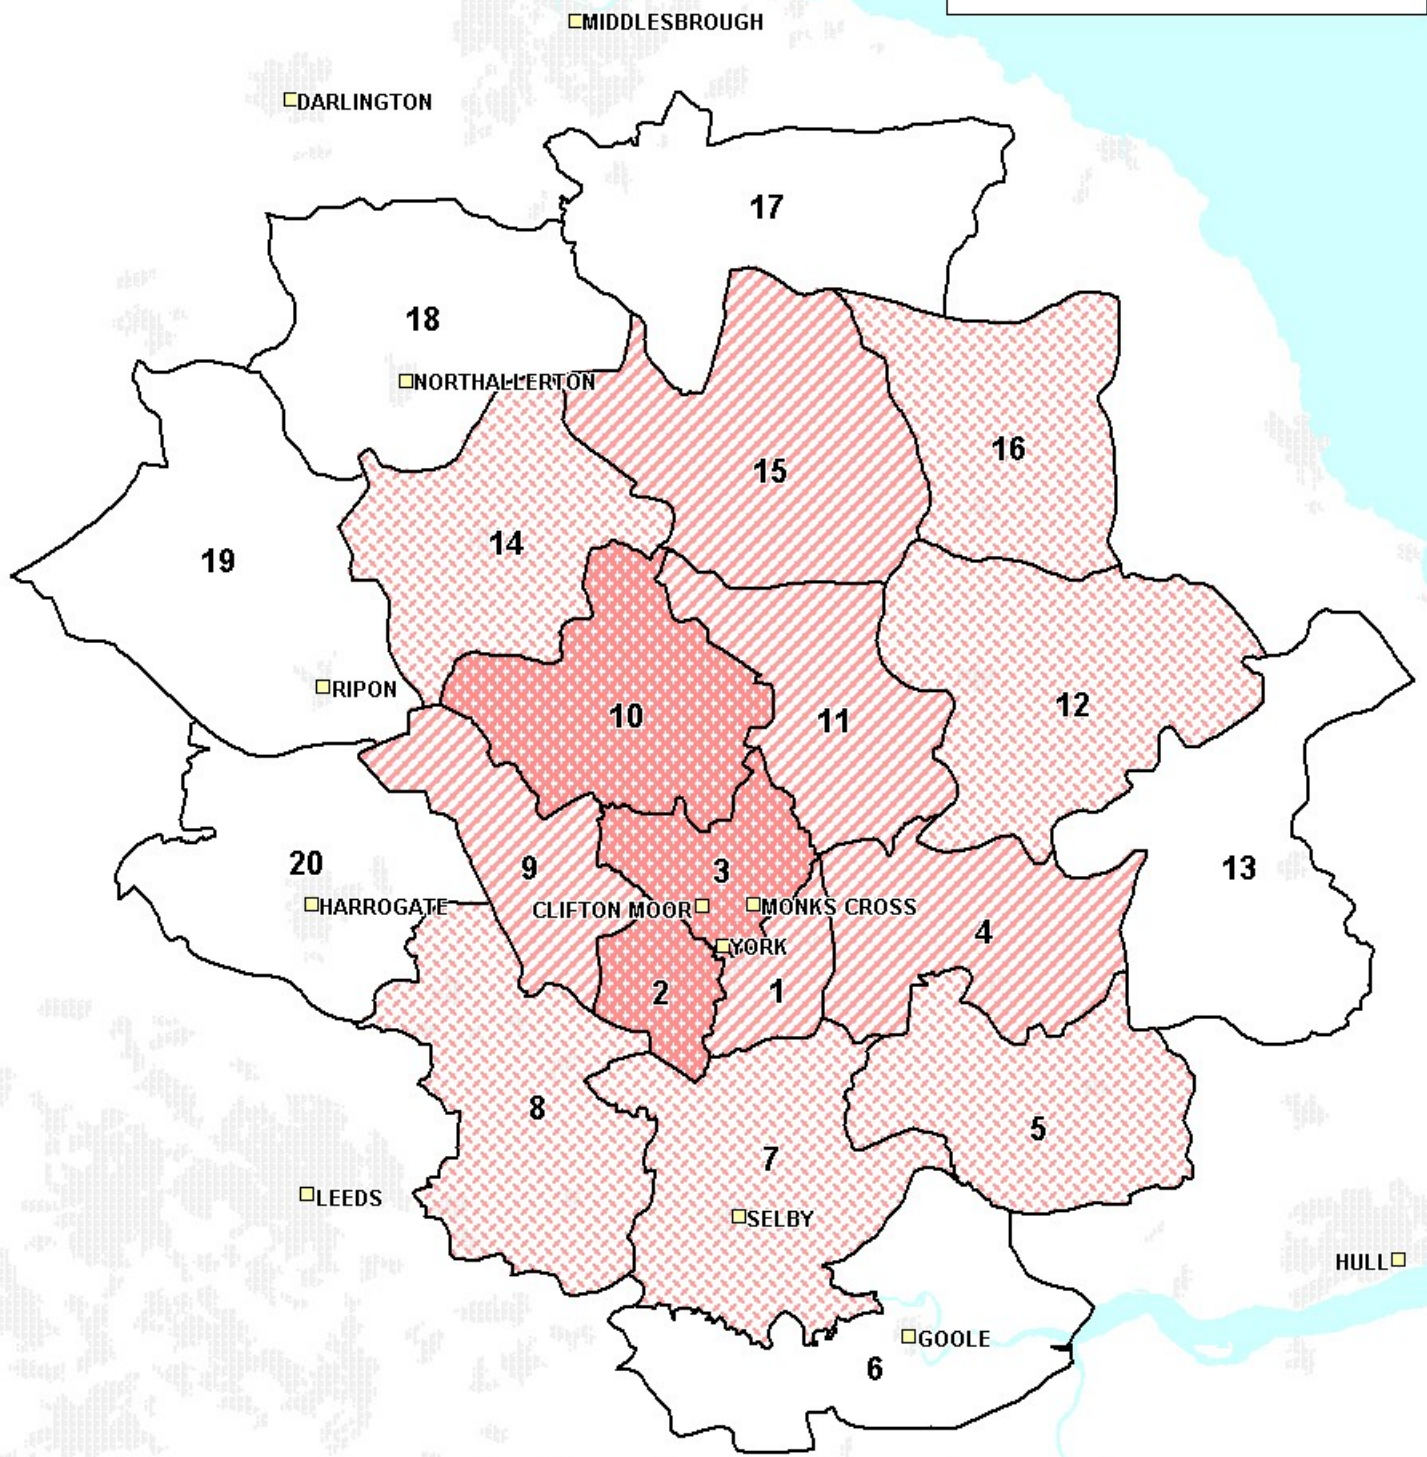 MIDDLESBROUGH
DARLINGTON
17
18
NORTHALLERTON
16
15
14
19
RIPON
12
10
11
20
9
3
13
HARROGATE
CLIFTON MOOR
MONKS CROSS
4
YORK
2
1
8
5
7
LEEDS
SELBY
HULL
GOOLE
6